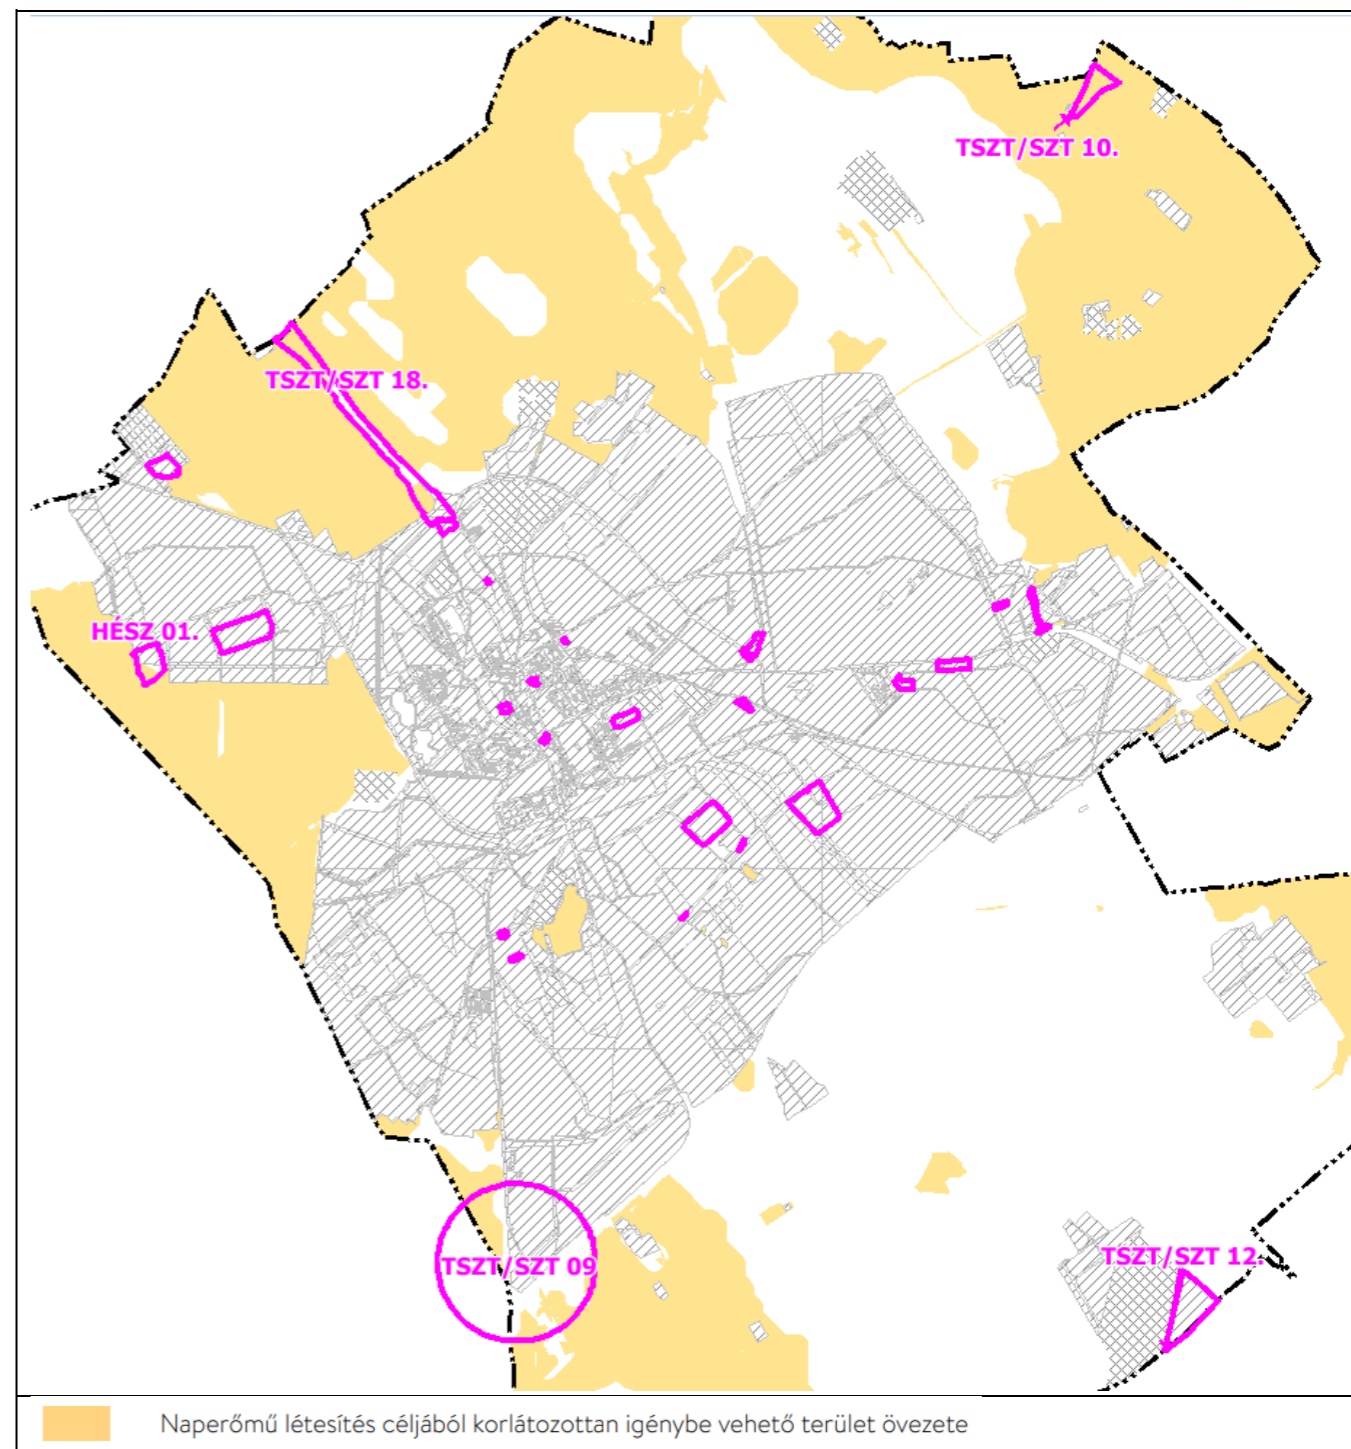 TSZT/SZT 10.
TSZT/SZT 18.
HÉSZ 01.
TSZT/SZT 09
TSZT/SZT 12.
Naperőmű létesítés céljából korlátozottan igénybe vehető terület övezete